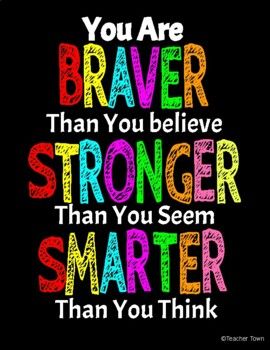 You Are
BRAVER
Than You believe
STRONGER
Than You Seem
SMARTER
Than You Think
©Teacher Town